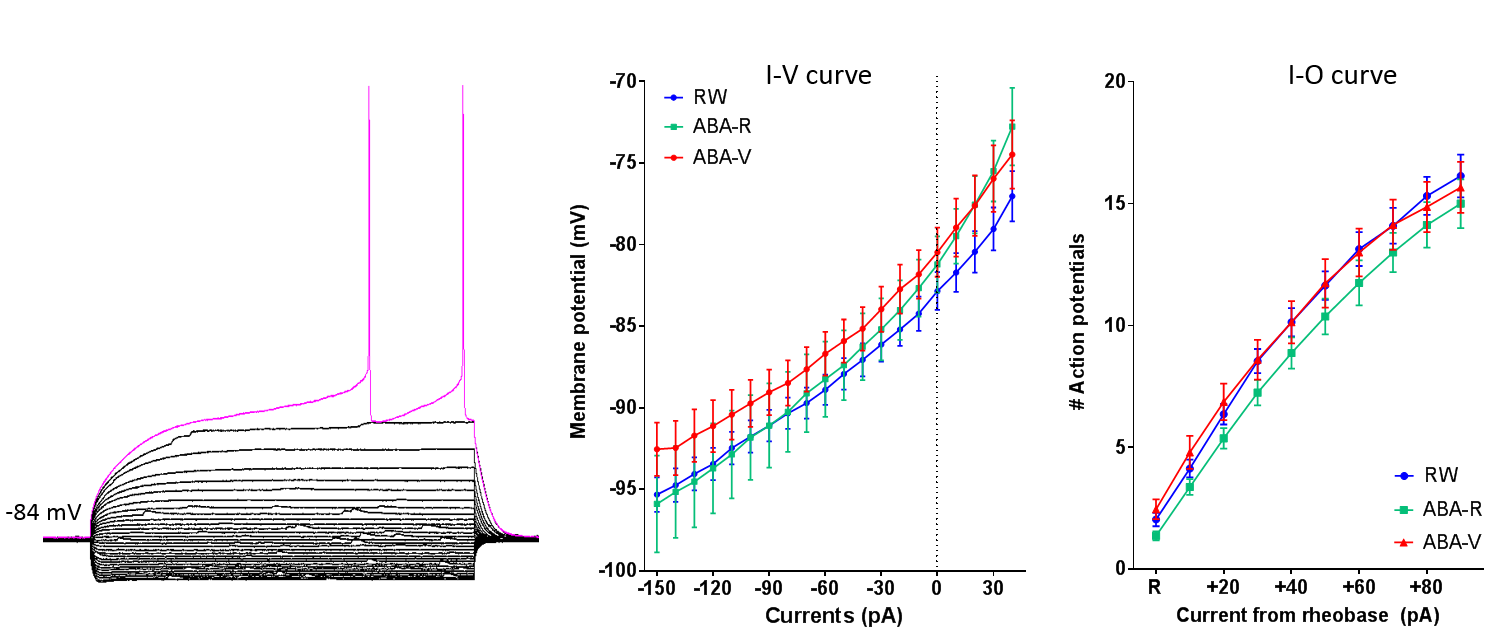 -84 mV
I-V curve
RW
ABA-R
ABA-V
Membrane potential (mV)
-70
-75
-80
-85
-90
-95
-100
-150 -120 -90 -60 -30 0 30
Currents (pA)
I-O curve
# Action potentials
20
15
10
5
0
R +20 +40 +60 +80
Current from rheobase (pA)
RW
ABA-R
ABA-V